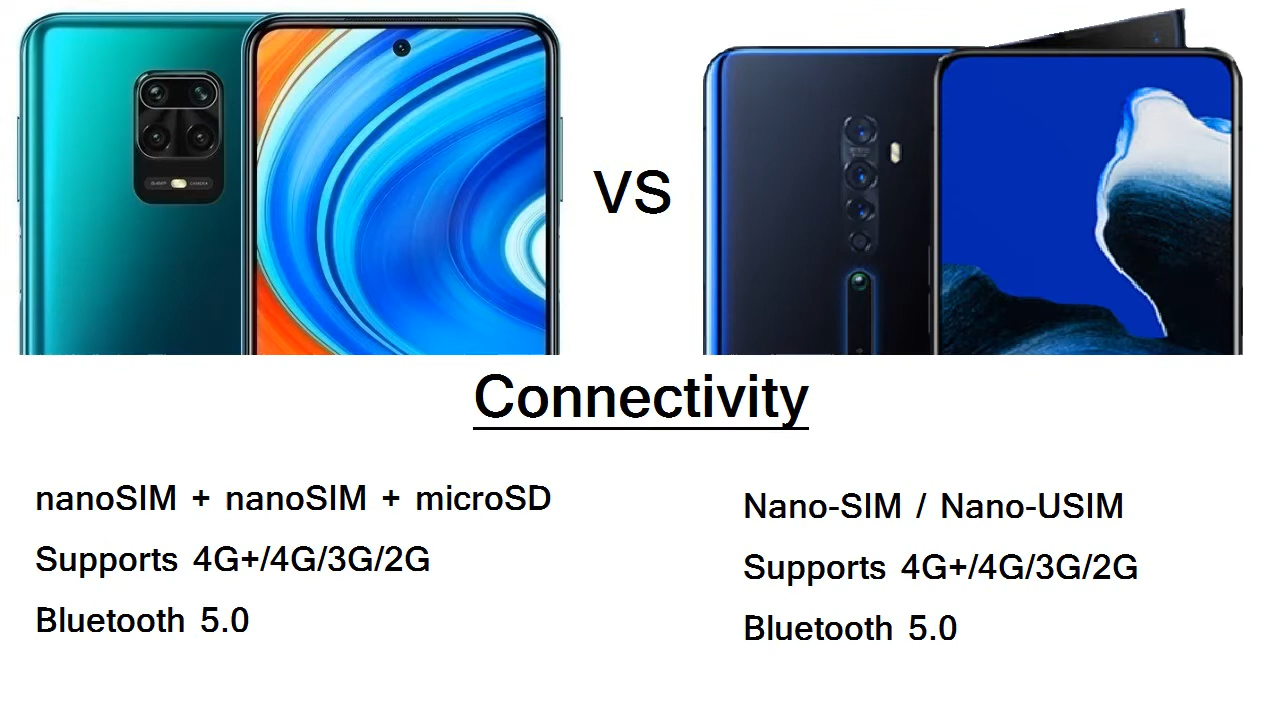 VS
Connectivity
nanoSIM + nanoSIM + microSD
Supports 4G+/4G/3G/2G
Bluetooth 5.0
Nano-SIM / Nano-USIM
Supports 4G+/4G/3G/2G
Bluetooth 5.0